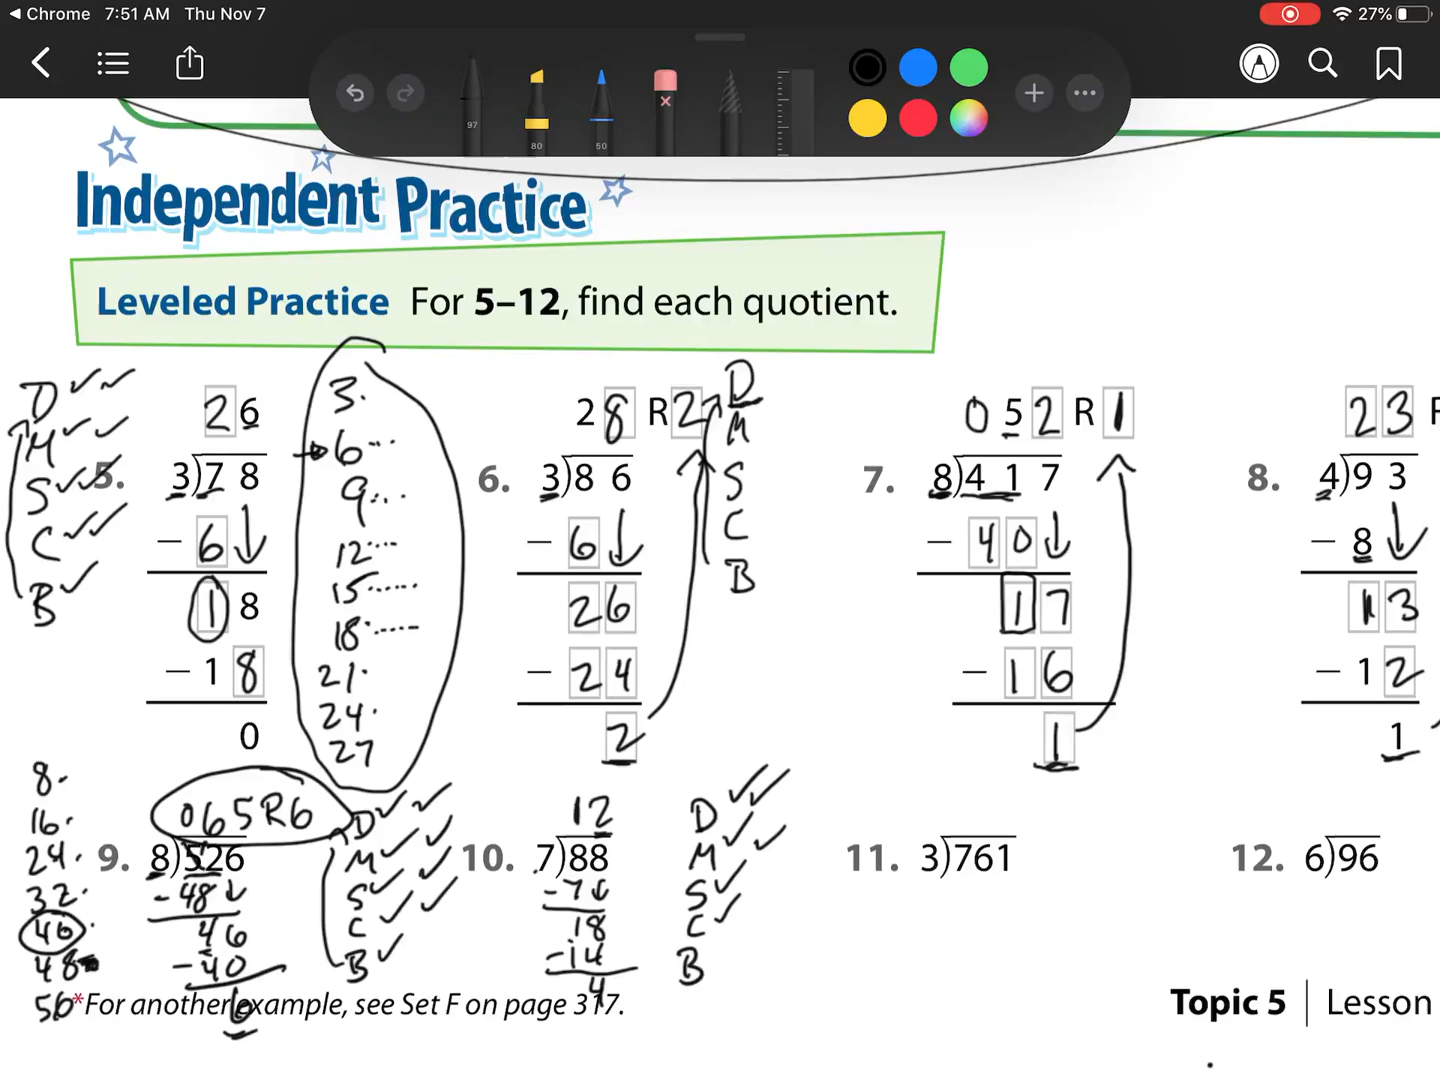 Chrome 7:51 AM Thu Nov 7 27%
97 80 50
Independent Practice
Leveled Practice For 5–12, find each quotient.
D
M
S
C
B
26
5. 3)78
− 6
18
− 18
0
3
6
9
12
15
18
21
24
27
28 R2
6. 3)86
− 6
26
− 24
2
D
M
S
C
B
052 R 1
7. 8)417
− 40
17
− 16
1
23 R
8. 4)93
− 8
13
− 12
1
8
16
24
32
40
48
56
065R6
9. 8)526
− 48
46
− 40
6
D
M
S
C
B
12
10. 7)88
− 7
18
− 14
4
D
M
S
C
B
11. 3)761
12. 6)96
*For another example, see Set F on page 317.
Topic 5 | Lesson